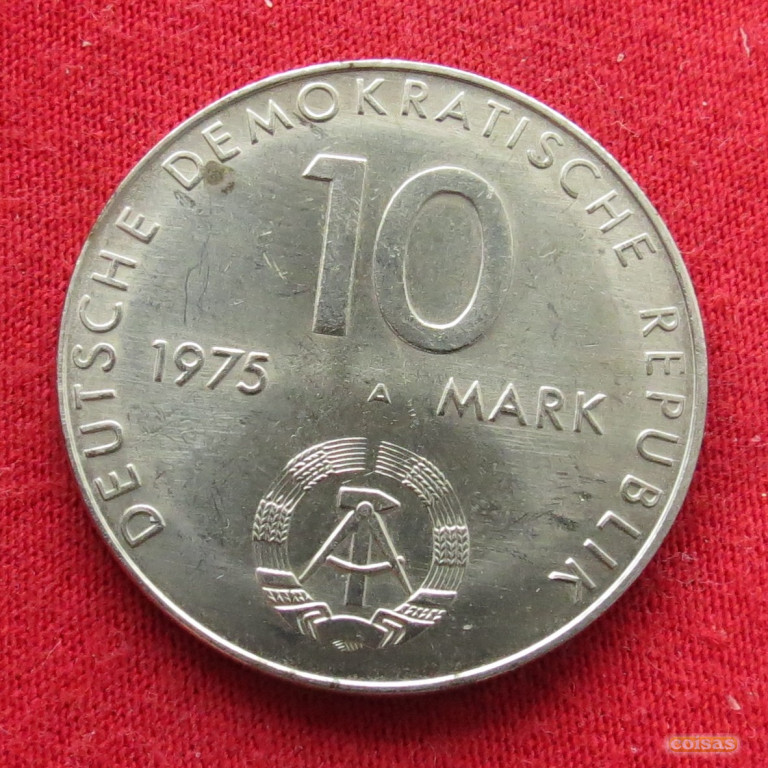 DEUTSCHE DEMOKRATISCHE REPUBLIK
10
1975 A MARK
coisas